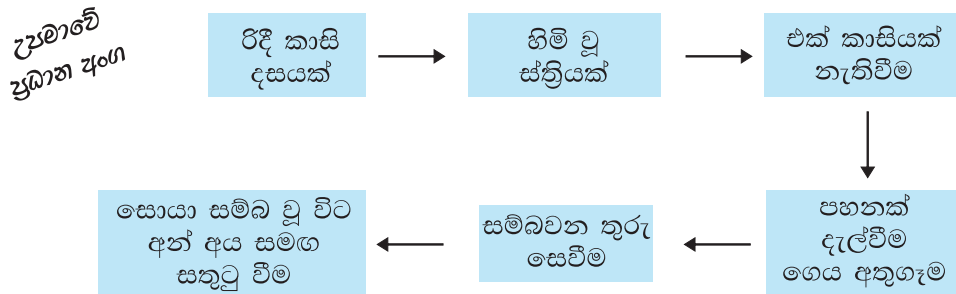 උපමාවේ
ප්‍රධාන අංග
රිදී කාසි
දසයක්
හිමි වූ
ස්ත්‍රියක්
එක් කාසියක්
නැතිවීම
පහනක්
දැල්වීම
ගෙය අතුගෑම
සම්බවන තුරු
සෙවීම
සොයා සම්බ වූ විට
අන් අය සමඟ
සතුටු වීම